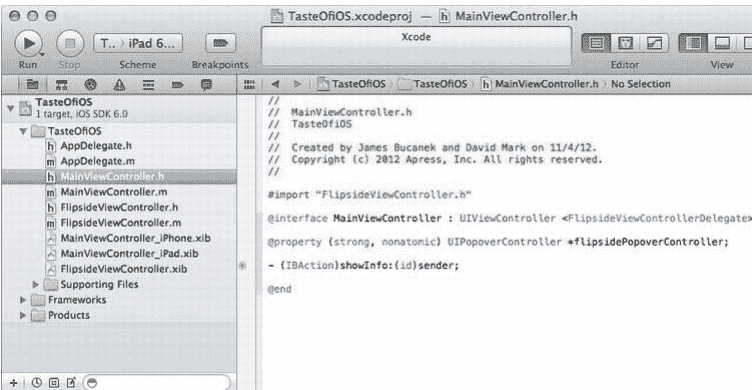 TasteOfiOS.xcodeproj — MainViewController.h
T.. › iPad 6...
Xcode
Run Stop Scheme Breakpoints Editor View
TasteOfiOS › TasteOfiOS › h MainViewController.h › No Selection
TasteOfiOS
1 target, iOS SDK 6.0
TasteOfiOS
h AppDelegate.h
m AppDelegate.m
h MainViewController.h
m MainViewController.m
h FlipsideViewController.h
m FlipsideViewController.m
MainViewController_iPhone.xib
MainViewController_iPad.xib
FlipsideViewController.xib
Supporting Files
Frameworks
Products
//
// MainViewController.h
// TasteOfiOS
//
// Created by James Bucanek and David Mark on 11/4/12.
// Copyright (c) 2012 Apress, Inc. All rights reserved.
//
#import "FlipsideViewController.h"
@interface MainViewController : UIViewController <FlipsideViewControllerDelegate>
@property (strong, nonatomic) UIPopoverController *flipsidePopoverController;
- (IBAction)showInfo:(id)sender;
@end